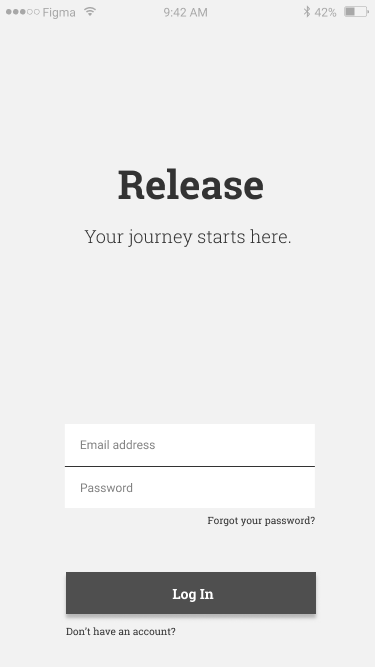 Figma 9:42 AM 42%
Release
Your journey starts here.
Email address
Password
Forgot your password?
Log In
Don't have an account?